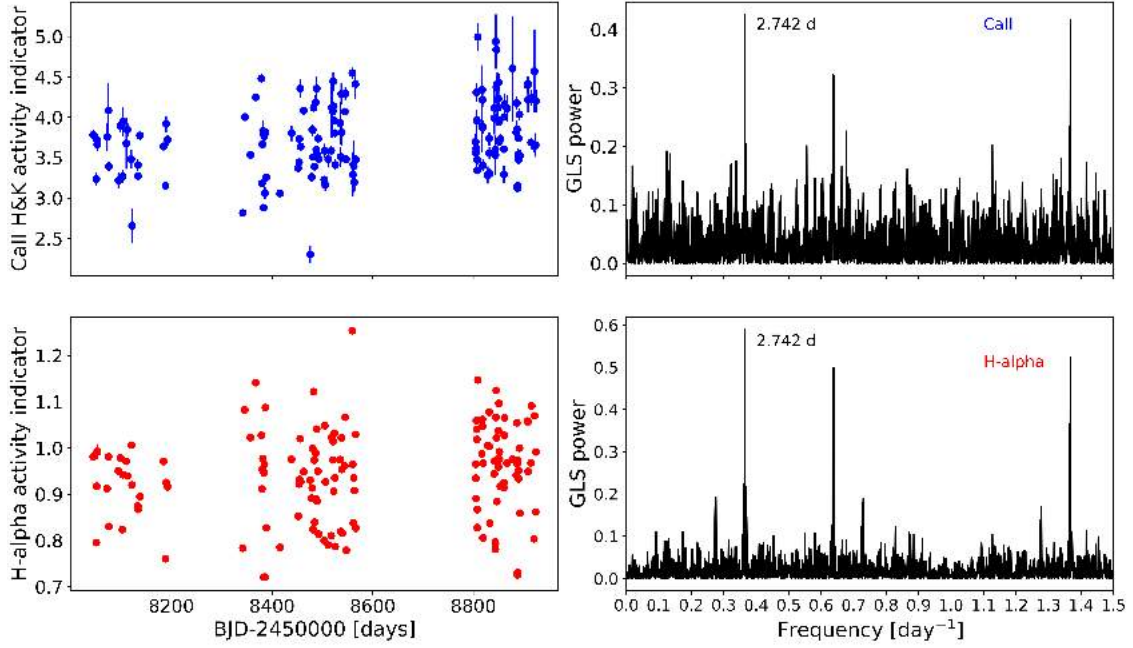 Call H&K activity indicator
5.0
4.5
4.0
3.5
3.0
2.5
GLS power
0.4
0.3
0.2
0.1
0.0
2.742 d
CaII
H-alpha activity indicator
1.2
1.1
1.0
0.9
0.8
0.7
8200
8400
8600
8800
BJD-2450000 [days]
GLS power
0.6
0.5
0.4
0.3
0.2
0.1
0.0
2.742 d
H-alpha
0.0 0.1 0.2 0.3 0.4 0.5 0.6 0.7 0.8 0.9 1.0 1.1 1.2 1.3 1.4 1.5
Frequency [day⁻¹]